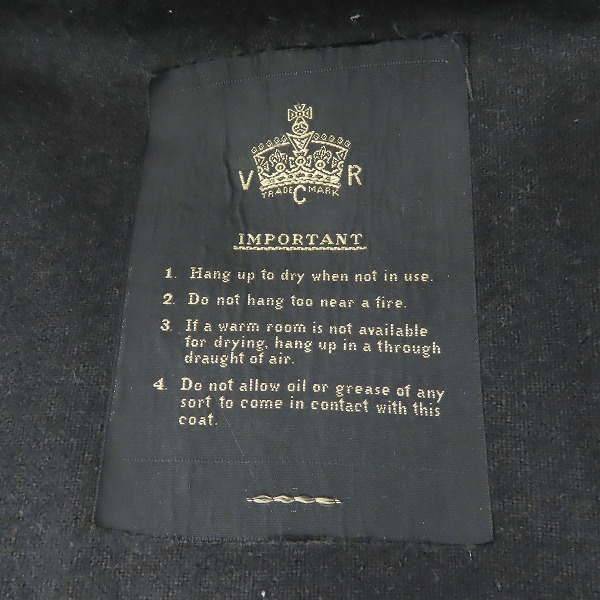 V R
TRADE MARK
C
IMPORTANT
1. Hang up to dry when not in use.
2. Do not hang too near a fire.
3. If a warm room is not available
for drying, hang up in a through
draught of air.
4. Do not allow oil or grease of any
sort to come in contact with this
coat.